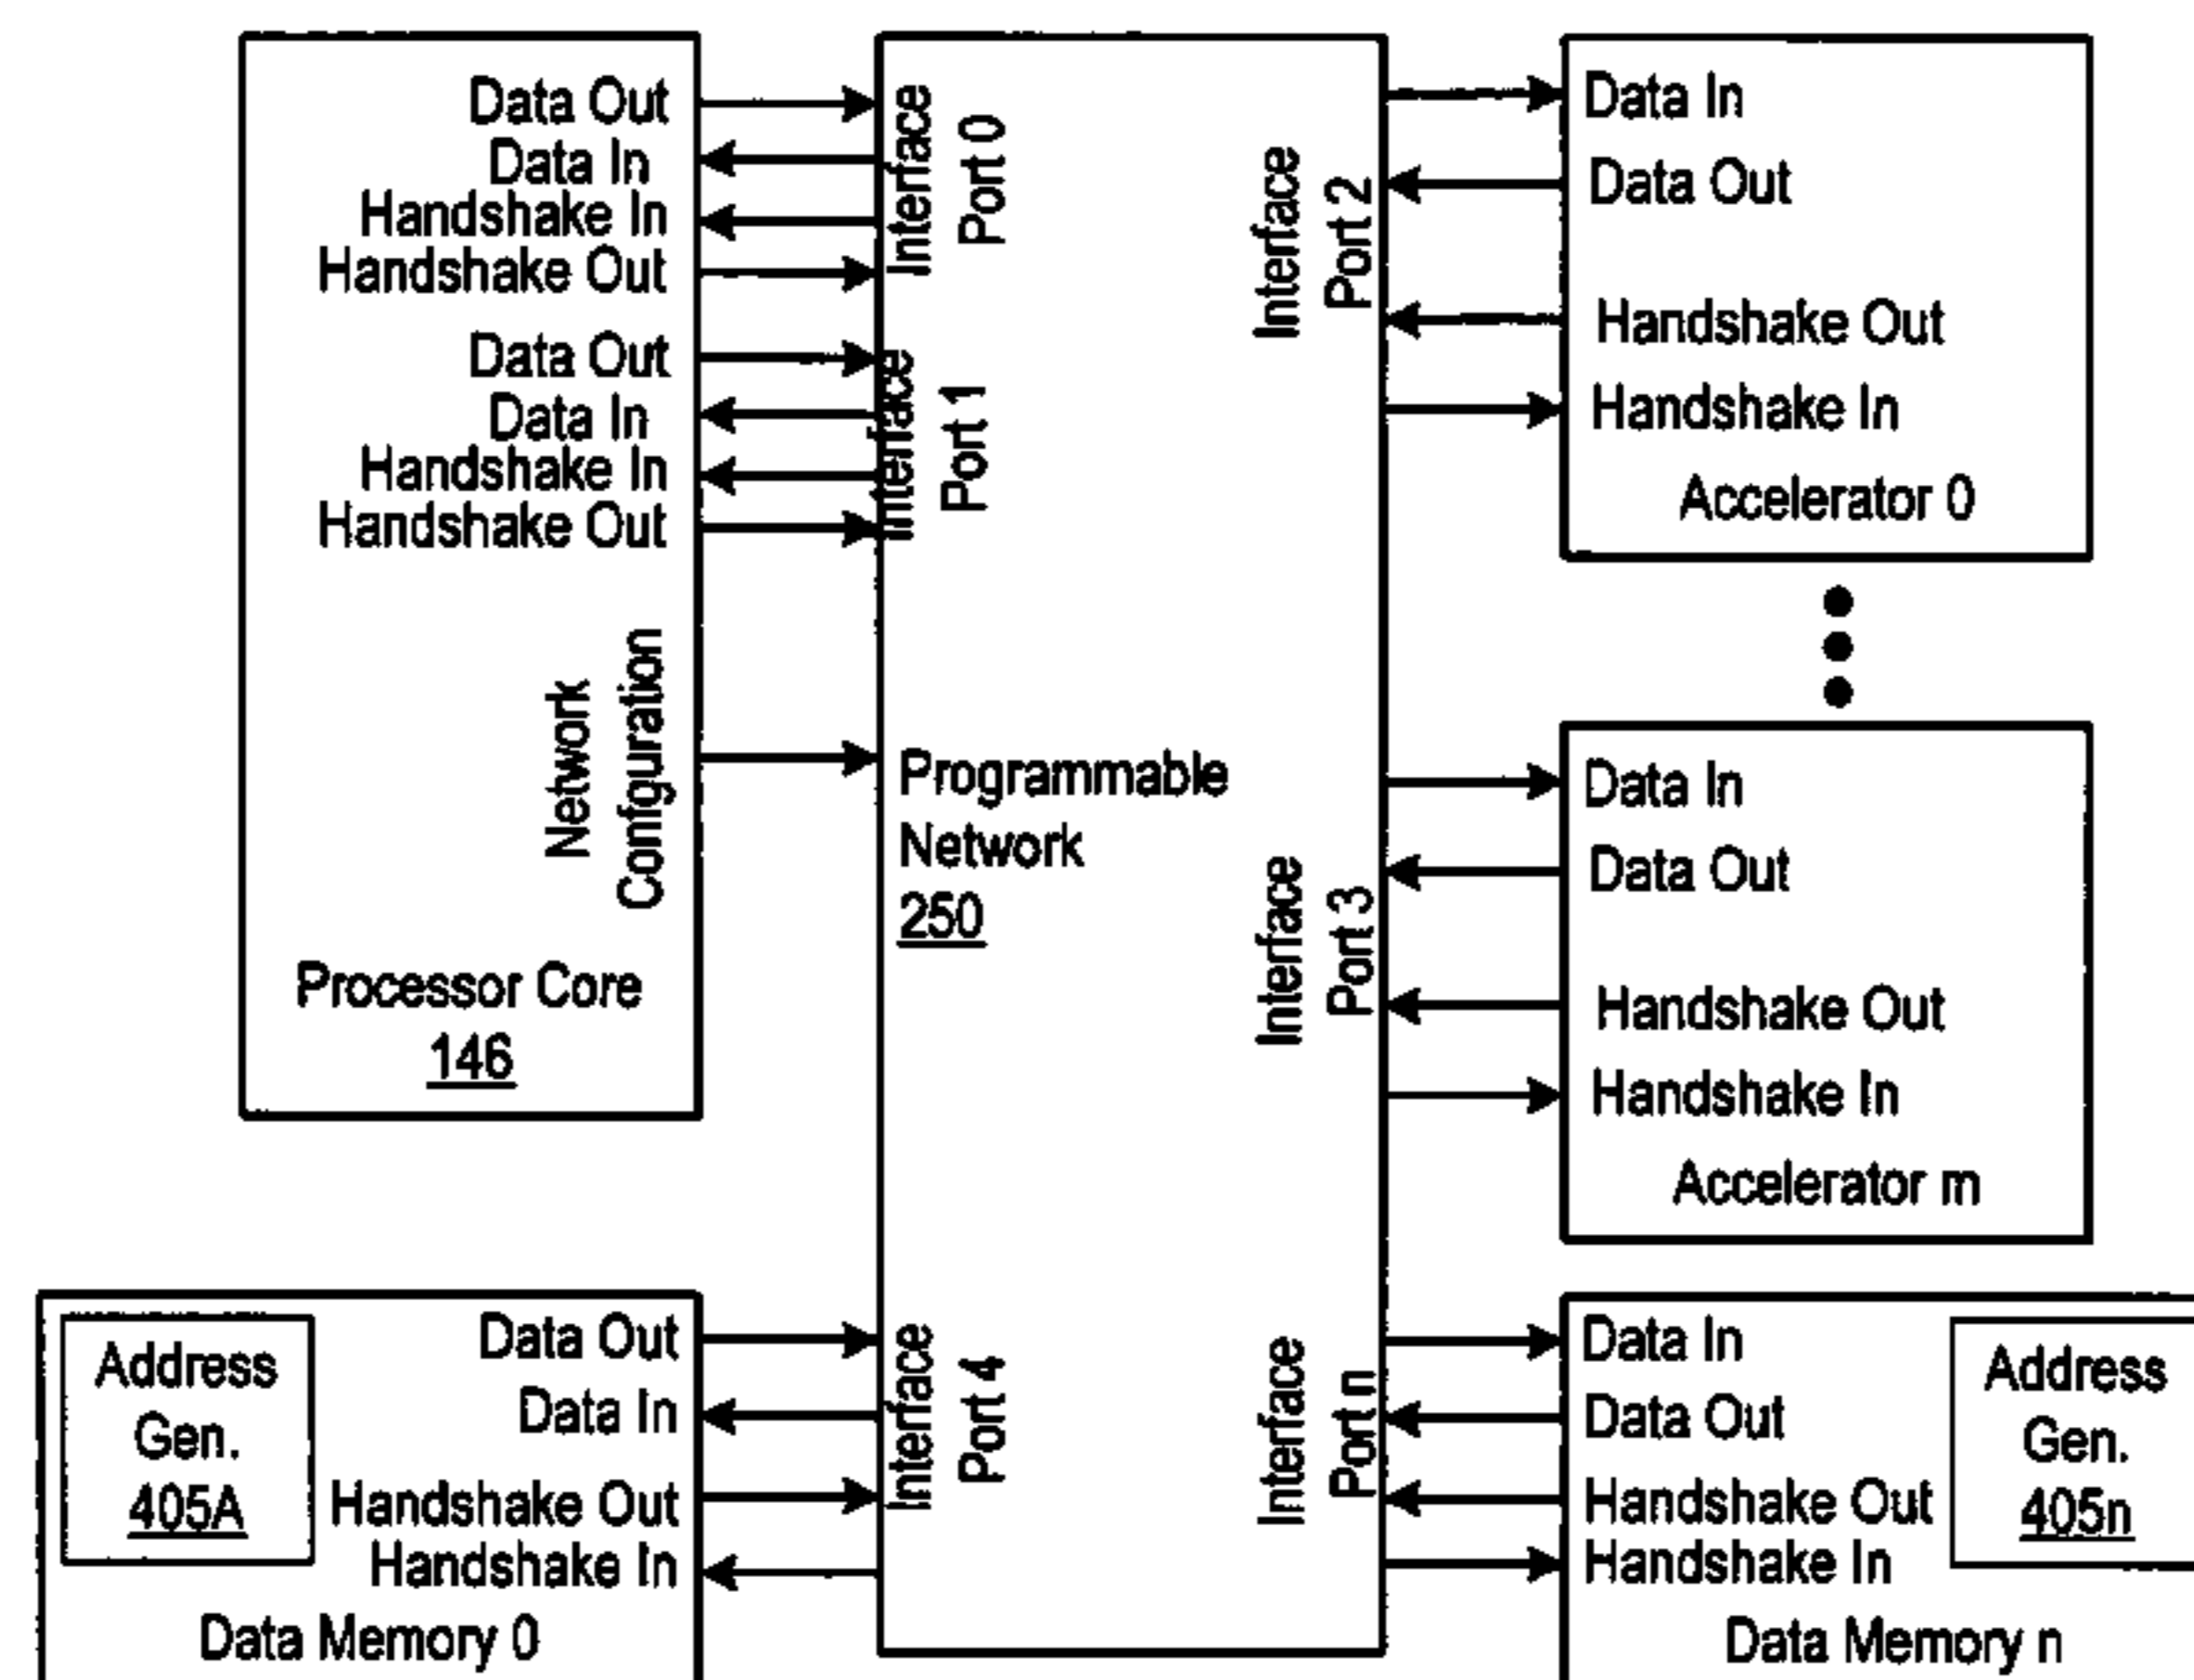 Data Out
Data In
Handshake In
Handshake Out
Data Out
Data In
Handshake In
Handshake Out
Network
Configuration
Processor Core
146
Interface
Port 0
Interface
Port 1
Programmable
Network
250
Interface
Port 2
Interface
Port 3
Interface
Port 4
Interface
Port n
Data In
Data Out
Handshake Out
Handshake In
Accelerator 0
Data In
Data Out
Handshake Out
Handshake In
Accelerator m
Address
Gen.
405A
Data Out
Data In
Handshake Out
Handshake In
Data Memory 0
Data In
Data Out
Handshake Out
Handshake In
Address
Gen.
405n
Data Memory n